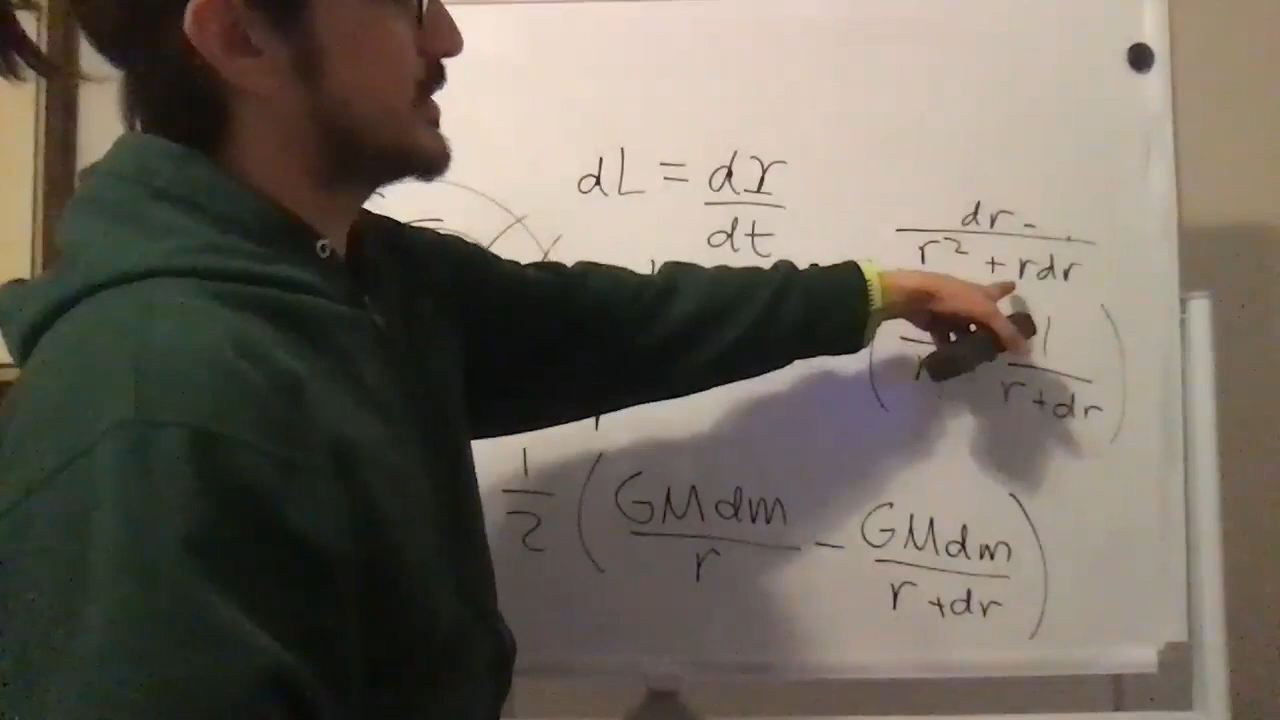 dL = dr/dt
dr/(r² + rdr)
( 1/(r+dr) )
1/2 ( GMdm/r - GMdm/(r+dr) )